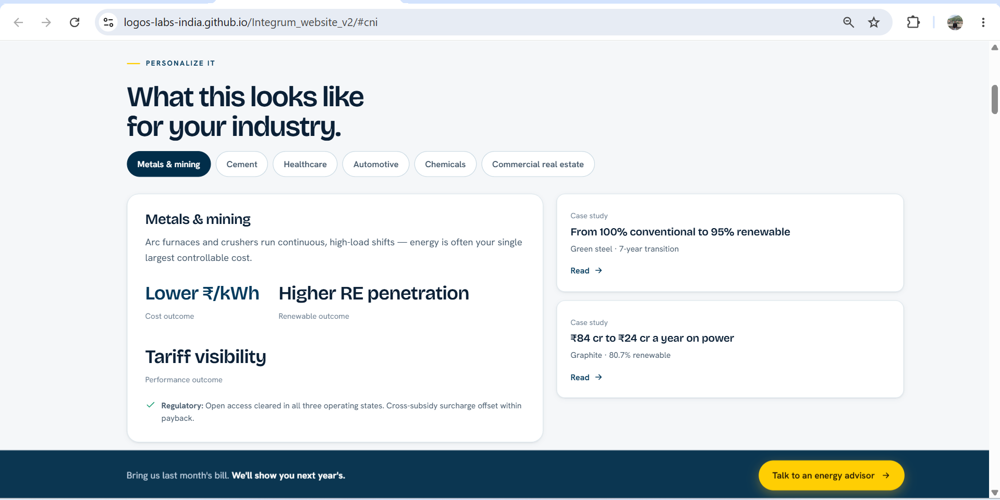 logos-labs-india.github.io/Integrum_website_v2/#cni
PERSONALIZE IT
What this looks like
for your industry.
Metals & mining
Cement
Healthcare
Automotive
Chemicals
Commercial real estate
Metals & mining
Arc furnaces and crushers run continuous, high-load shifts — energy is often your single
largest controllable cost.
Lower ₹/kWh
Cost outcome
Higher RE penetration
Renewable outcome
Tariff visibility
Performance outcome
Regulatory: Open access cleared in all three operating states. Cross-subsidy surcharge offset within
payback.
Case study
From 100% conventional to 95% renewable
Green steel · 7-year transition
Read →
Case study
₹84 cr to ₹24 cr a year on power
Graphite · 80.7% renewable
Read →
Bring us last month's bill. We'll show you next year's.
Talk to an energy advisor →